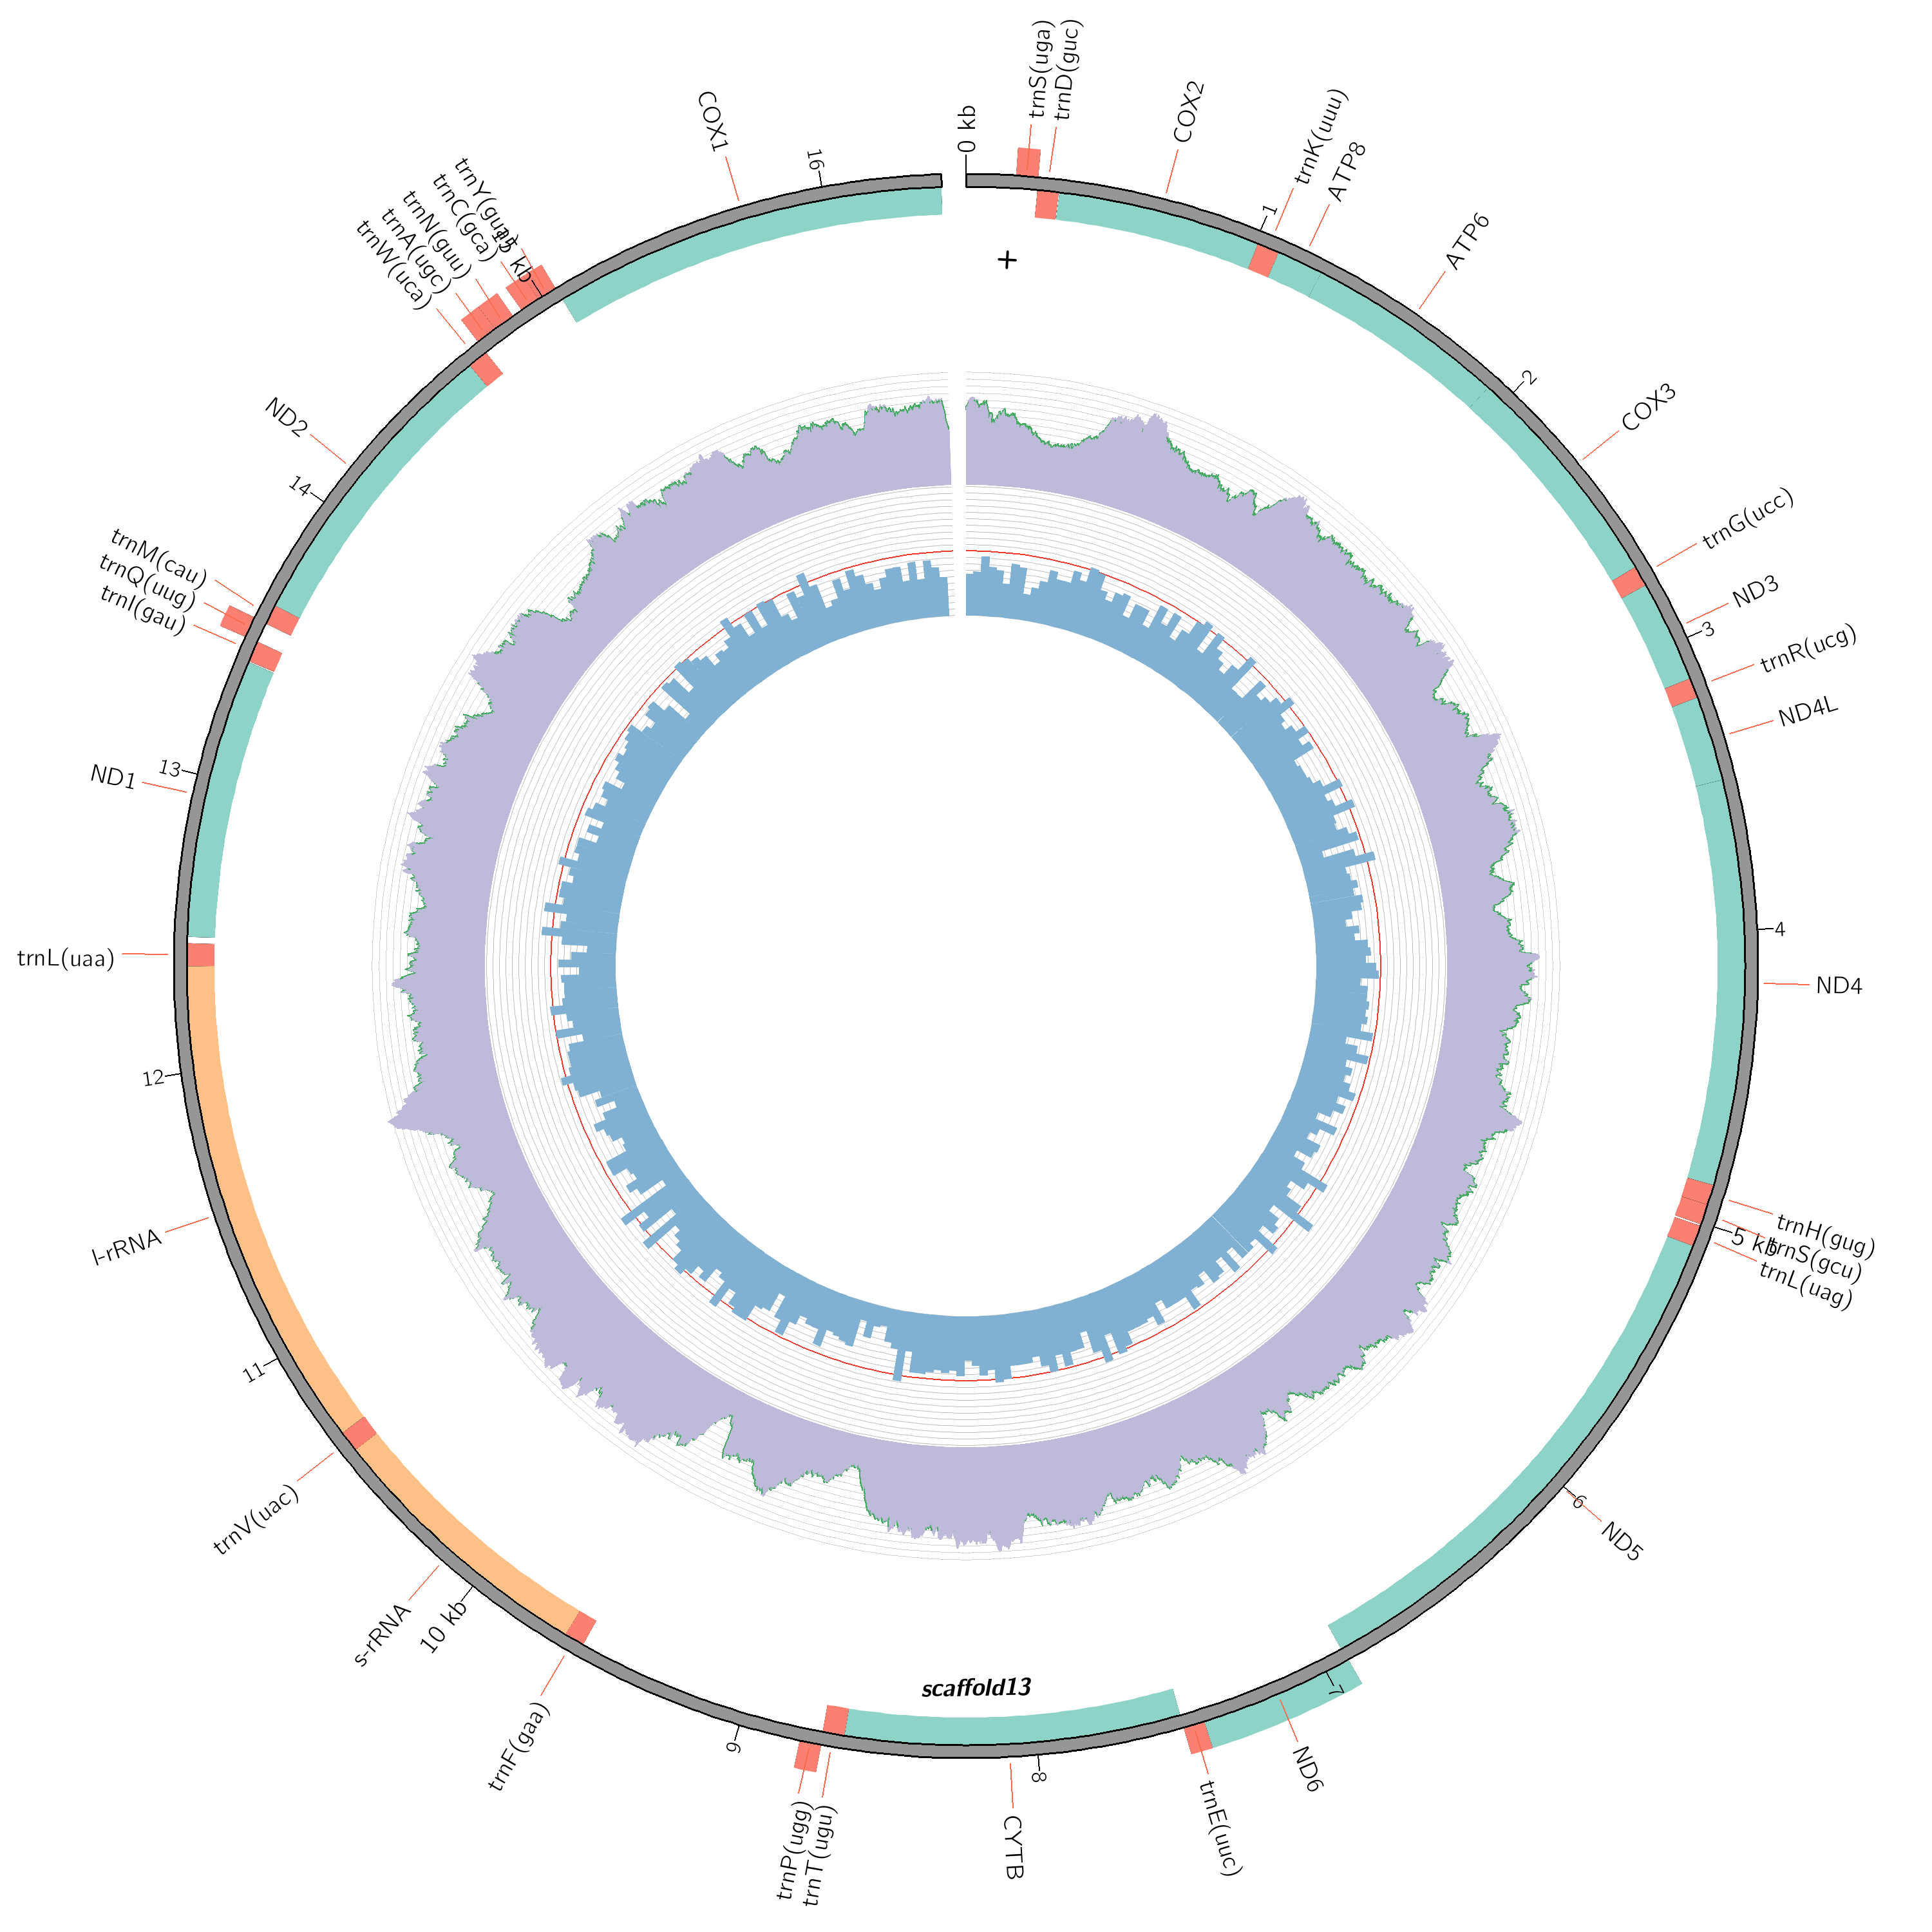 0 kb
trnS(uga)
trnD(guc)
COX2
1
trnK(uuu)
ATP8
ATP6
2
COX3
trnG(ucc)
ND3
3
trnR(ucg)
ND4L
4
ND4
trnH(gug)
5 kb
trnS(gcu)
trnL(uag)
6
ND5
7
ND6
trnE(uuc)
8
CYTB
trnT(ugu)
trnP(ugg)
9
trnF(gaa)
10 kb
s-rRNA
trnV(uac)
11
l-rRNA
12
trnL(uaa)
ND1
13
trnI(gau)
trnQ(uug)
trnM(cau)
14
ND2
trnW(uca)
trnA(ugc)
trnN(guu)
trnC(gca)
trnY(gua)
15 kb
COX1
16
+
scaffold13